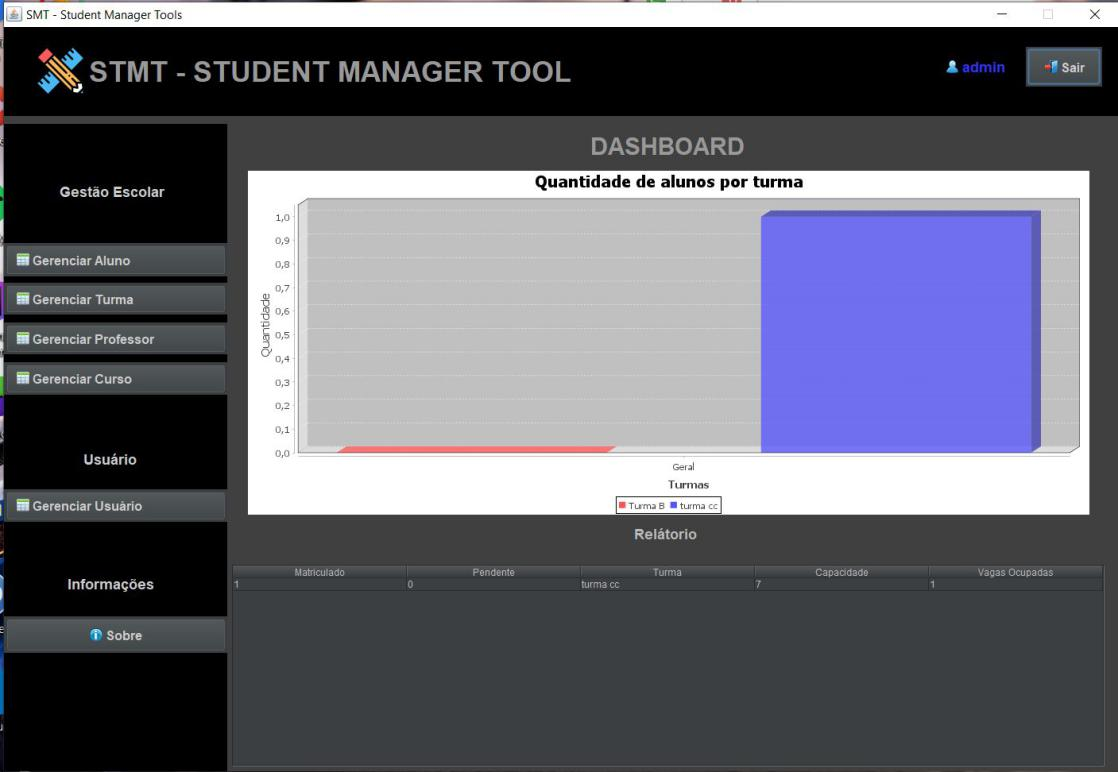 SMT - Student Manager Tools
STMT - STUDENT MANAGER TOOL
admin
Sair
DASHBOARD
Gestão Escolar
Gerenciar Aluno
Gerenciar Turma
Gerenciar Professor
Gerenciar Curso
Usuário
Gerenciar Usuário
Informações
Sobre
Quantidade de alunos por turma
Quantidade
1,0
0,9
0,8
0,7
0,6
0,5
0,4
0,3
0,2
0,1
0,0
Geral
Turmas
Turma B turma cc
Relátorio
Matriculado Pendente Turma Capacidade Vagas Ocupadas
1 0 turma cc 7 1